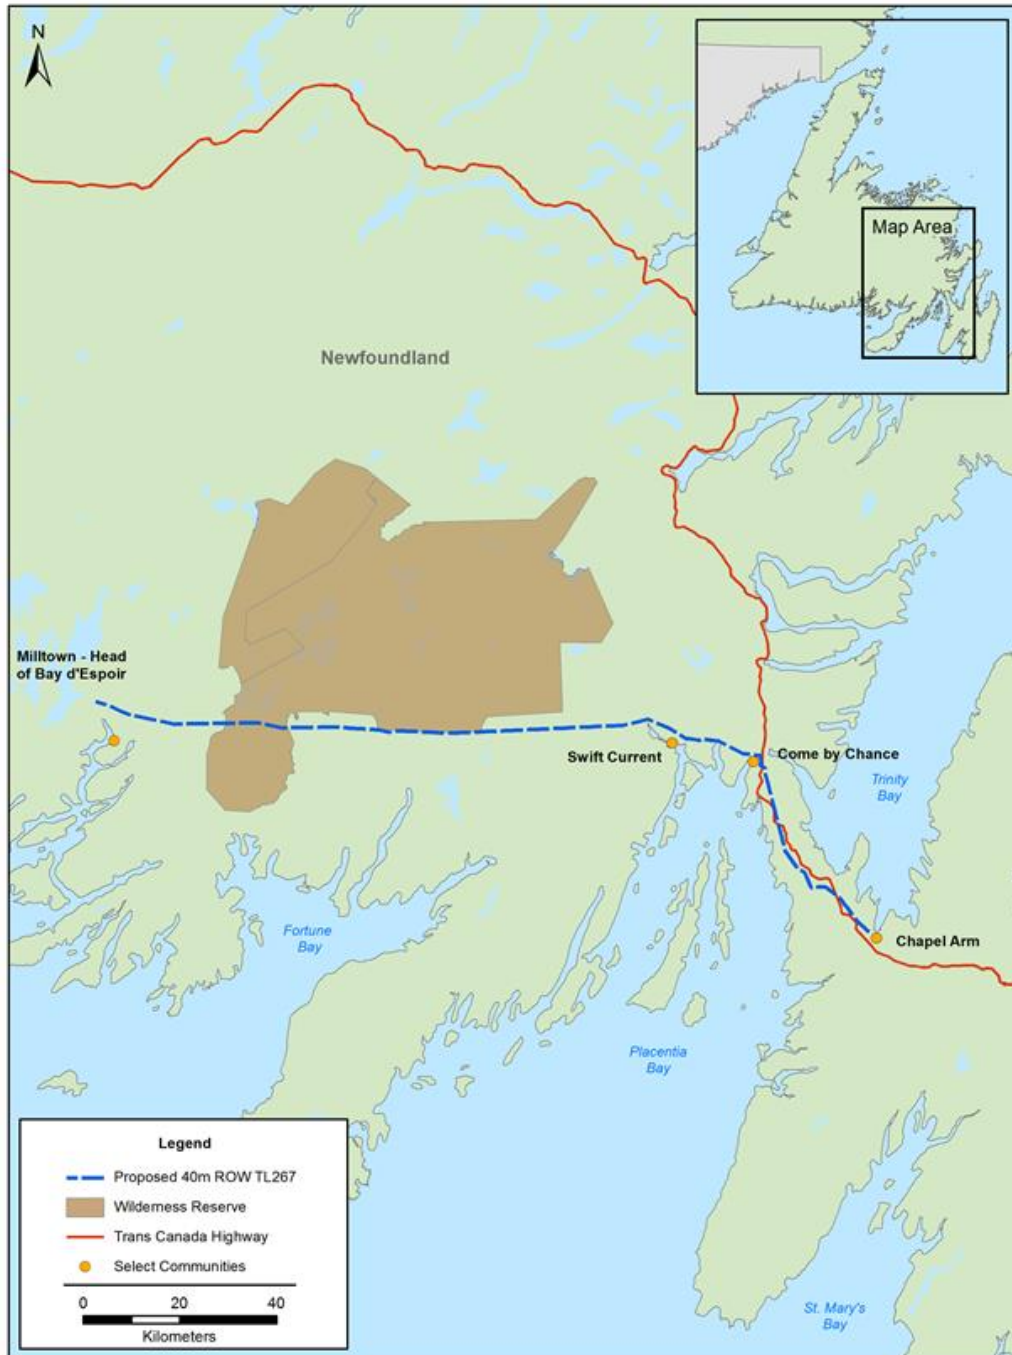 N
Map Area
Newfoundland
Milltown - Head
of Bay d'Espoir
Swift Current
Come by Chance
Trinity
Bay
Chapel Arm
Fortune
Bay
Placentia
Bay
St. Mary's
Bay
Legend
Proposed 40m ROW TL267
Wilderness Reserve
Trans Canada Highway
Select Communities
0 20 40
Kilometers